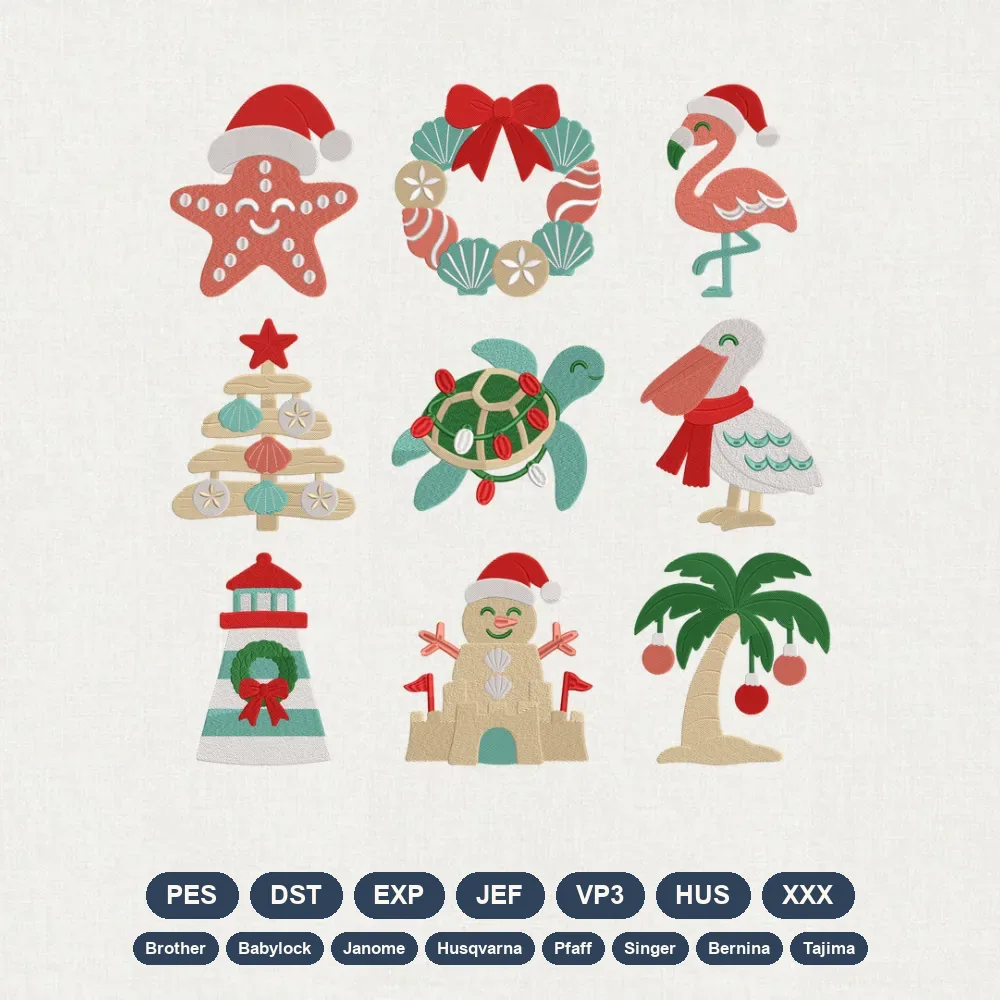 PES DST EXP JEF VP3 HUS XXX
Brother Babylock Janome Husqvarna Pfaff Singer Bernina Tajima